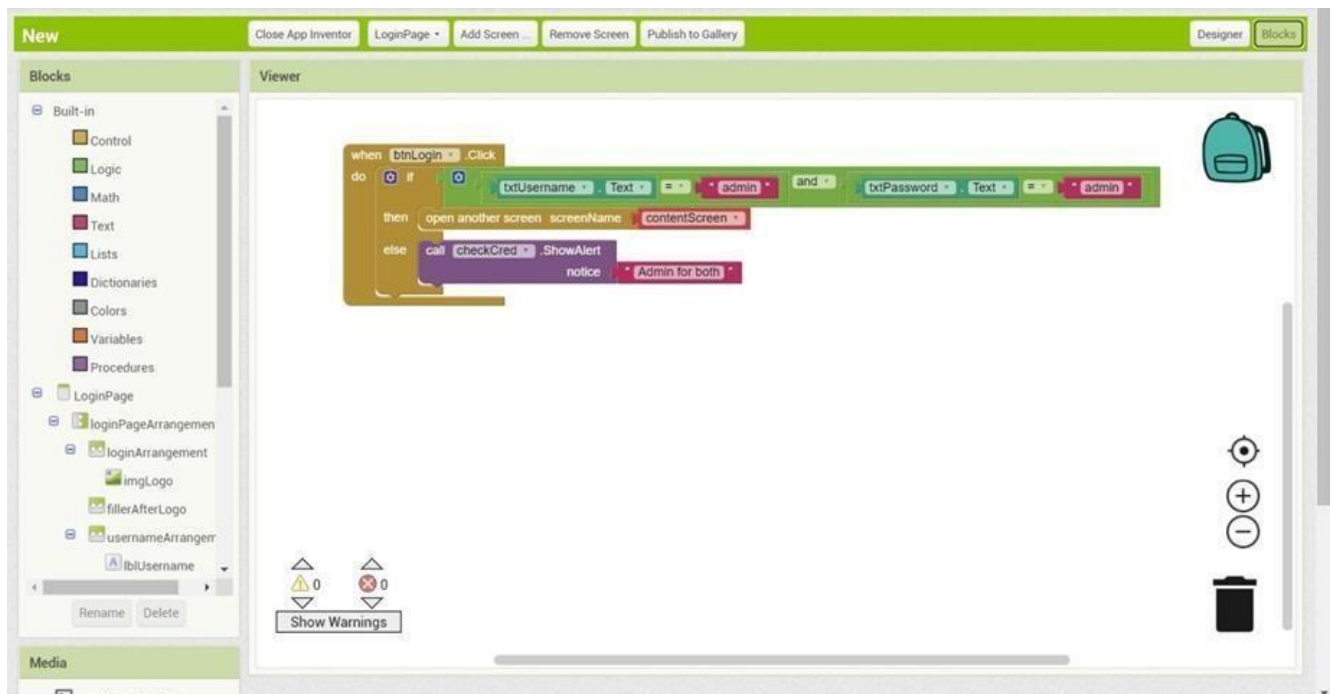 New Close App Inventor LoginPage Add Screen ... Remove Screen Publish to Gallery Designer Blocks
Blocks
Viewer
Built-in
Control
Logic
Math
Text
Lists
Dictionaries
Colors
Variables
Procedures
LoginPage
loginPageArrangemen
loginArrangement
imgLogo
fillerAfterLogo
usernameArrangem
lblUsername
Rename Delete
Media
when btnLogin .Click
do if txtUsername . Text = " admin " and txtPassword . Text = " admin "
then open another screen screenName contentScreen
else call checkCred .ShowAlert
notice " Admin for both "
0 0
Show Warnings